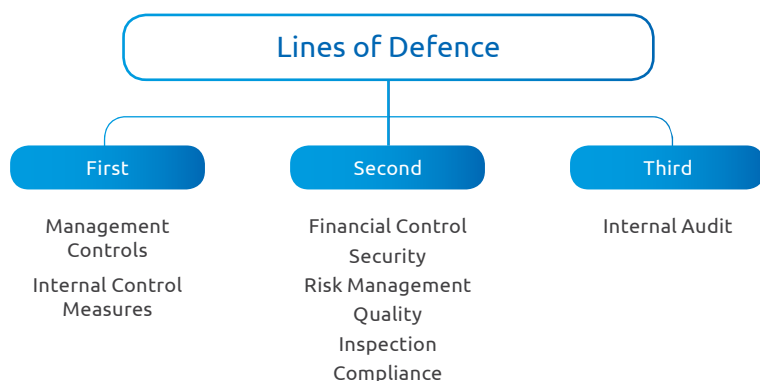 Lines of Defence
First
Management
Controls
Internal Control
Measures
Second
Financial Control
Security
Risk Management
Quality
Inspection
Compliance
Third
Internal Audit